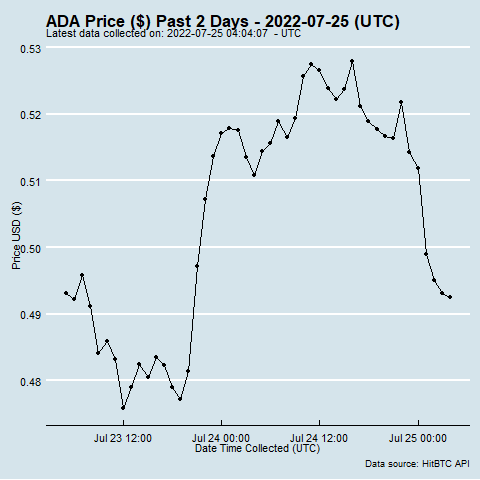 ADA Price ($) Past 2 Days - 2022-07-25 (UTC)
Latest data collected on: 2022-07-25 04:04:07  - UTC
0.53
0.52
0.51
0.50
0.49
0.48
Price USD ($)
Jul 23 12:00
Jul 24 00:00
Jul 24 12:00
Jul 25 00:00
Date Time Collected (UTC)
Data source: HitBTC API